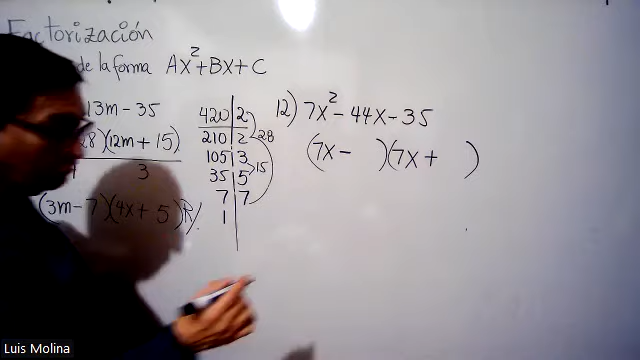 Factorización
de la forma AX²+BX+C
13m - 35
28)(12m + 15)
3
(3m-7)(4x+5)R/.
420 | 2
210 | 2
28
105 | 3
15
35 | 5
7 | 7
1
12) 7X² - 44X - 35
(7X -    )(7X +    )
Luis Molina